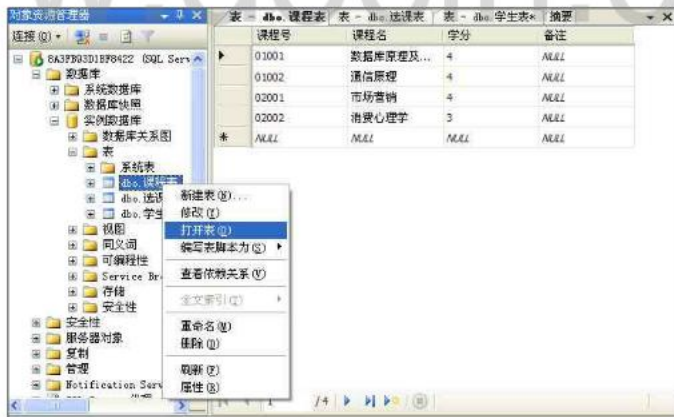 对象资源管理器
表 - dbo.课程表 表 - dbo.选课表 表 - dbo.学生表* 摘要
连接(O)
课程号 课程名 学分 备注
01001 数据库原理及... 4 NULL
01002 通信原理 4 NULL
02001 市场营销 4 NULL
02002 消费心理学 3 NULL
NULL NULL NULL NULL
8A3FB93D1BF8422 (SQL Serv
数据库
系统数据库
数据库快照
实例数据库
数据库关系图
表
系统表
dbo.课程表
dbo.选课
dbo.学生
视图
同义词
可编程性
Service Br
存储
安全性
安全性
服务器对象
复制
管理
Notification Serv
新建表(N)...
修改(Y)
打开表(O)
编写表脚本为(S)
查看依赖关系(V)
全文索引(T)
重命名(M)
删除(D)
刷新(F)
属性(R)
1 /4